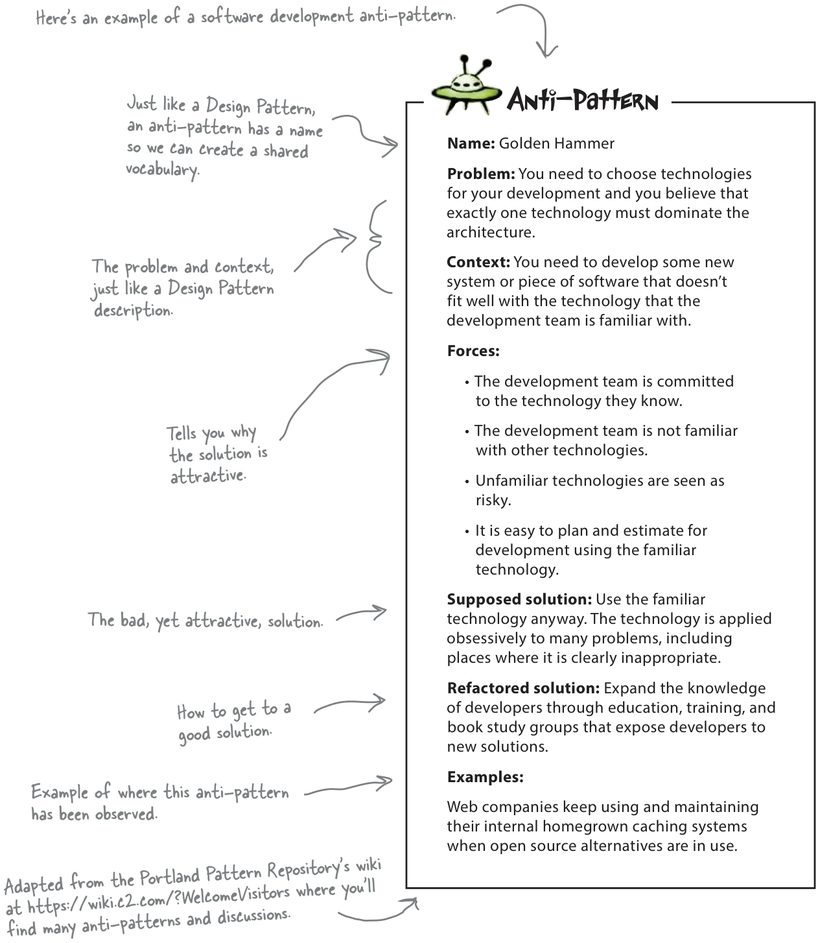 Here's an example of a software development anti-pattern.
Anti-Pattern
Just like a Design Pattern,
an anti-pattern has a name
so we can create a shared
vocabulary.
Name: Golden Hammer
Problem: You need to choose technologies
for your development and you believe that
exactly one technology must dominate the
architecture.
The problem and context,
just like a Design Pattern
description.
Context: You need to develop some new
system or piece of software that doesn't
fit well with the technology that the
development team is familiar with.
Tells you why
the solution is
attractive.
Forces:
• The development team is committed
to the technology they know.
• The development team is not familiar
with other technologies.
• Unfamiliar technologies are seen as
risky.
• It is easy to plan and estimate for
development using the familiar
technology.
The bad, yet attractive, solution.
Supposed solution: Use the familiar
technology anyway. The technology is applied
obsessively to many problems, including
places where it is clearly inappropriate.
How to get to a
good solution.
Refactored solution: Expand the knowledge
of developers through education, training, and
book study groups that expose developers to
new solutions.
Example of where this anti-pattern
has been observed.
Examples:
Web companies keep using and maintaining
their internal homegrown caching systems
when open source alternatives are in use.
Adapted from the Portland Pattern Repository's wiki
at https://wiki.c2.com/?WelcomeVisitors where you'll
find many anti-patterns and discussions.